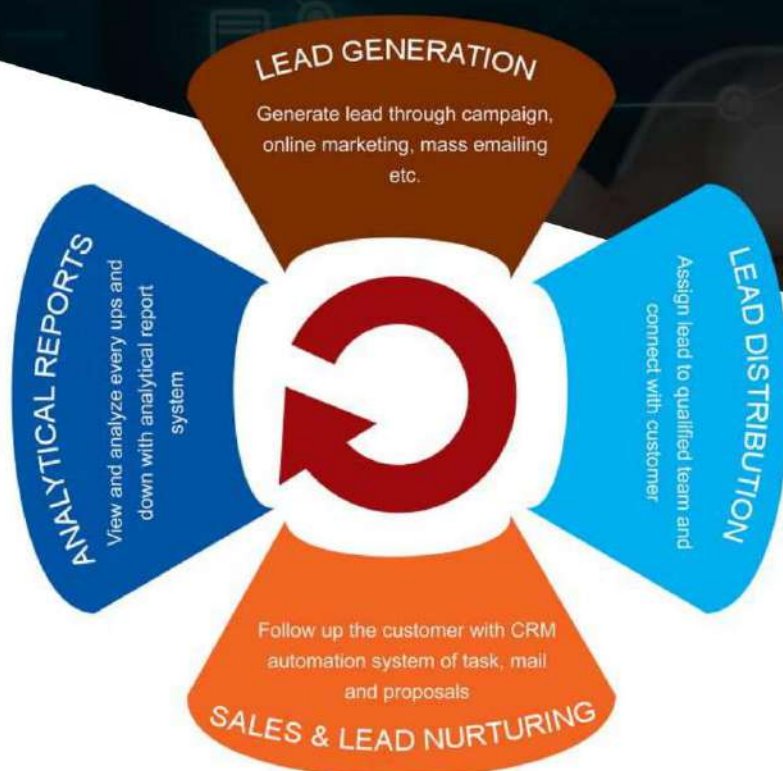 LEAD GENERATION
Generate lead through campaign,
online marketing, mass emailing
etc.
LEAD DISTRIBUTION
Assign lead to qualified team and
connect with customer
Follow up the customer with CRM
automation system of task, mail
and proposals
SALES & LEAD NURTURING
ANALYTICAL REPORTS
View and analyze every ups and
down with analytical report
system